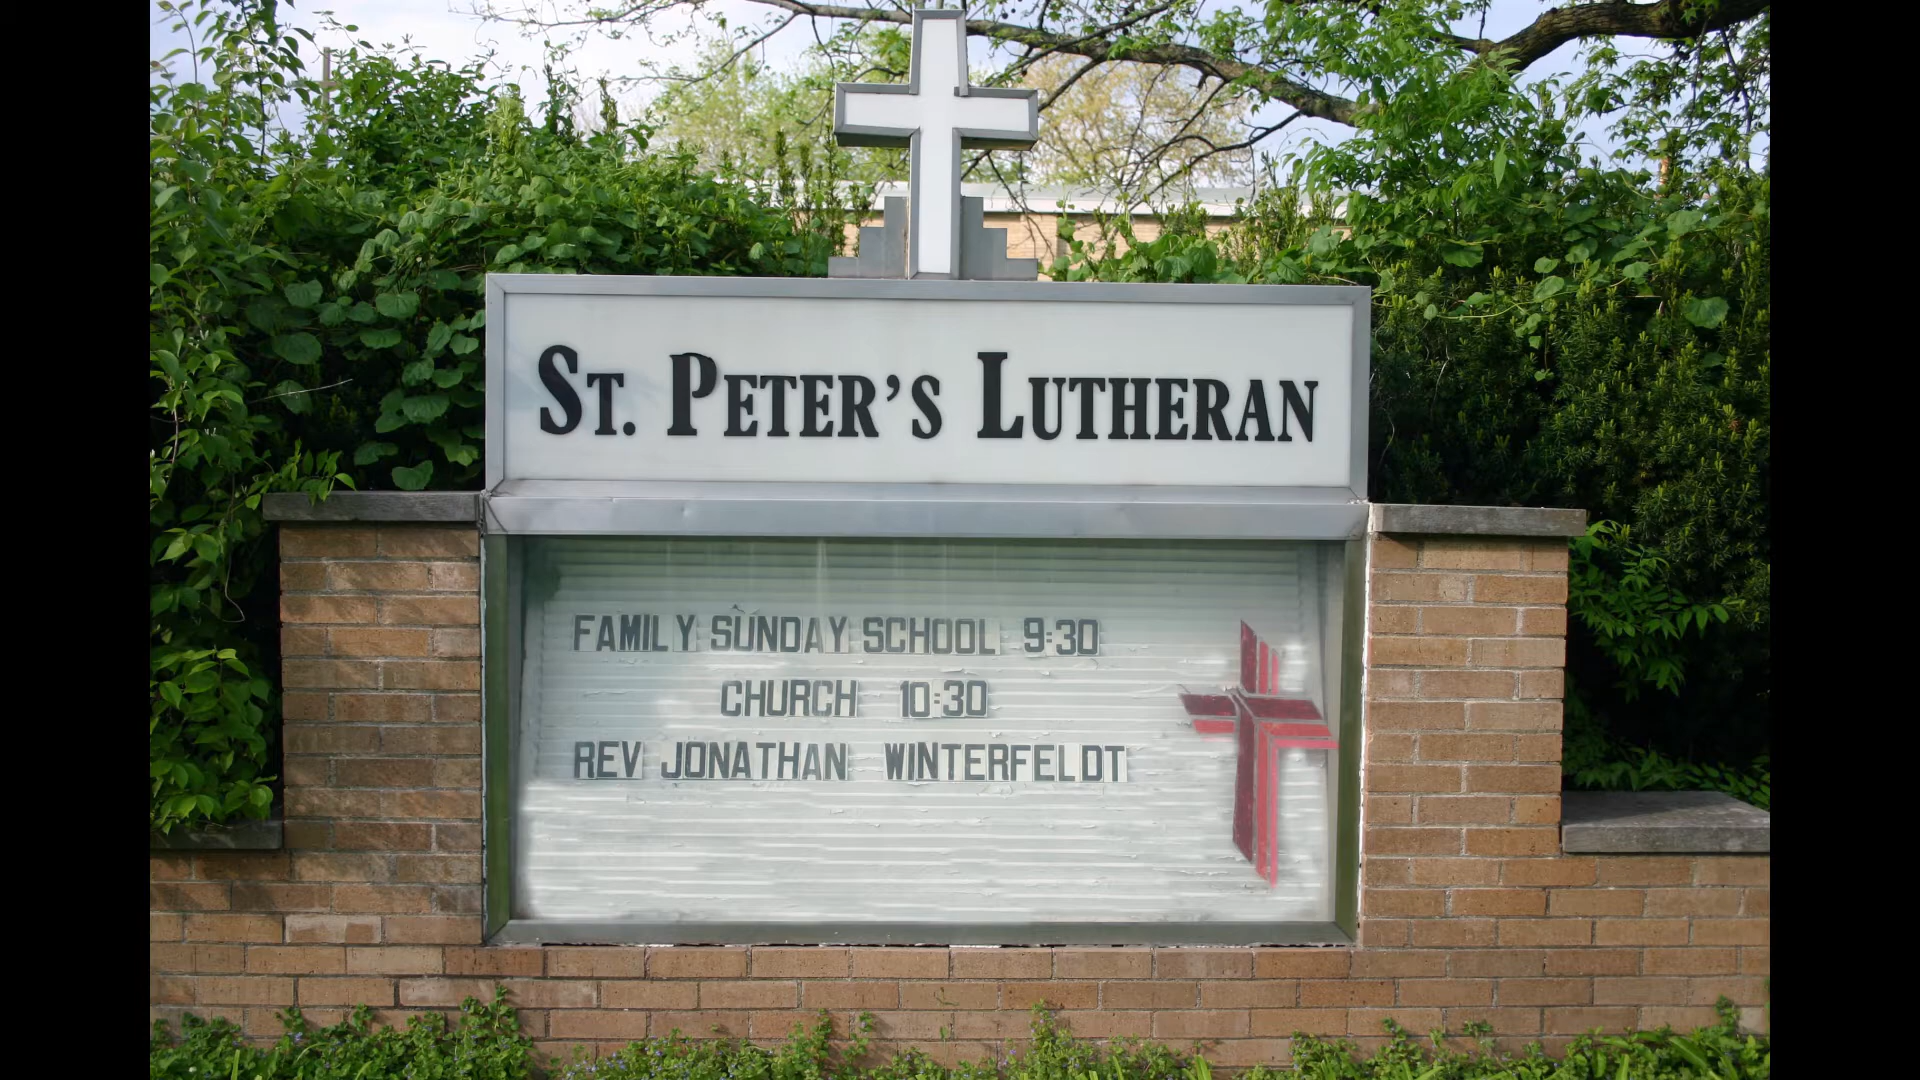 ST. PETER'S LUTHERAN
FAMILY SUNDAY SCHOOL 9:30
CHURCH 10:30
REV JONATHAN WINTERFELDT